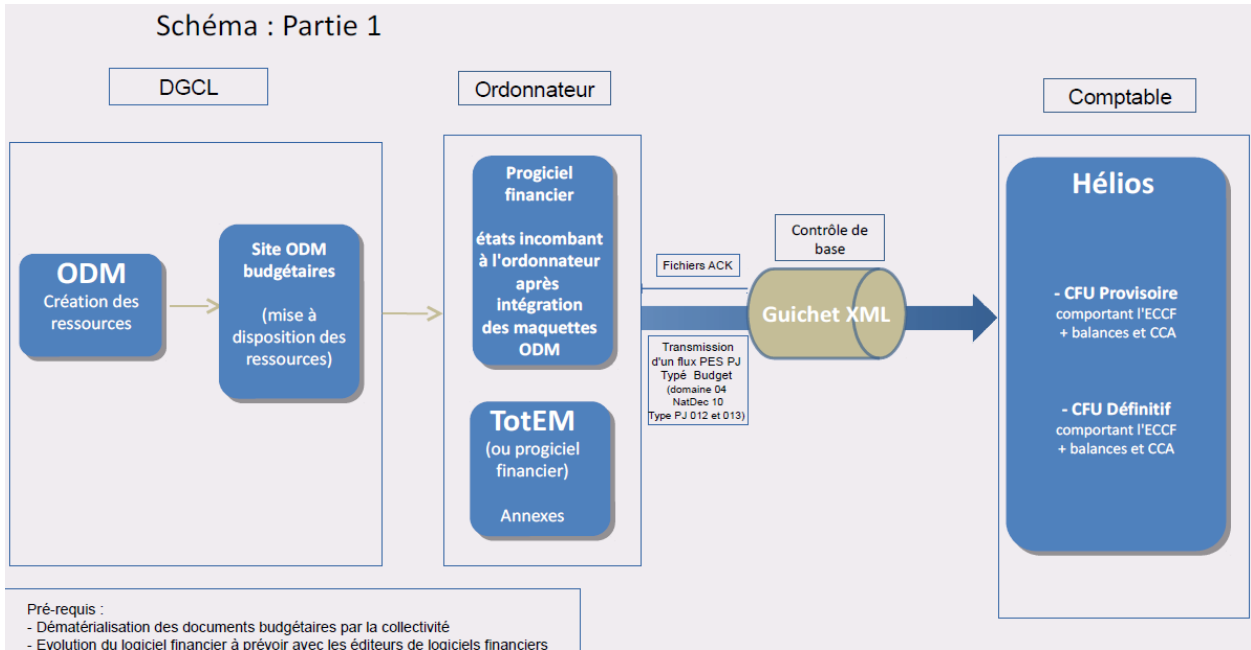 Schéma : Partie 1
DGCL
Ordonnateur
Comptable
ODM
Création des
ressources
Site ODM
budgétaires
(mise à
disposition des
ressources)
Progiciel
financier
états incombant
à l'ordonnateur
après
intégration
des maquettes
ODM
TotEM
(ou progiciel
financier)
Annexes
Fichiers ACK
Transmission
d'un flux PES PJ
Typé Budget
(domaine 04
NatDec 10
Type PJ 012 et 013)
Contrôle de
base
Guichet XML
Hélios
- CFU Provisoire
comportant l'ECCF
+ balances et CCA
- CFU Définitif
comportant l'ECCF
+ balances et CCA
Pré-requis :
- Dématérialisation des documents budgétaires par la collectivité
- Evolution du logiciel financier à prévoir avec les éditeurs de logiciels financiers